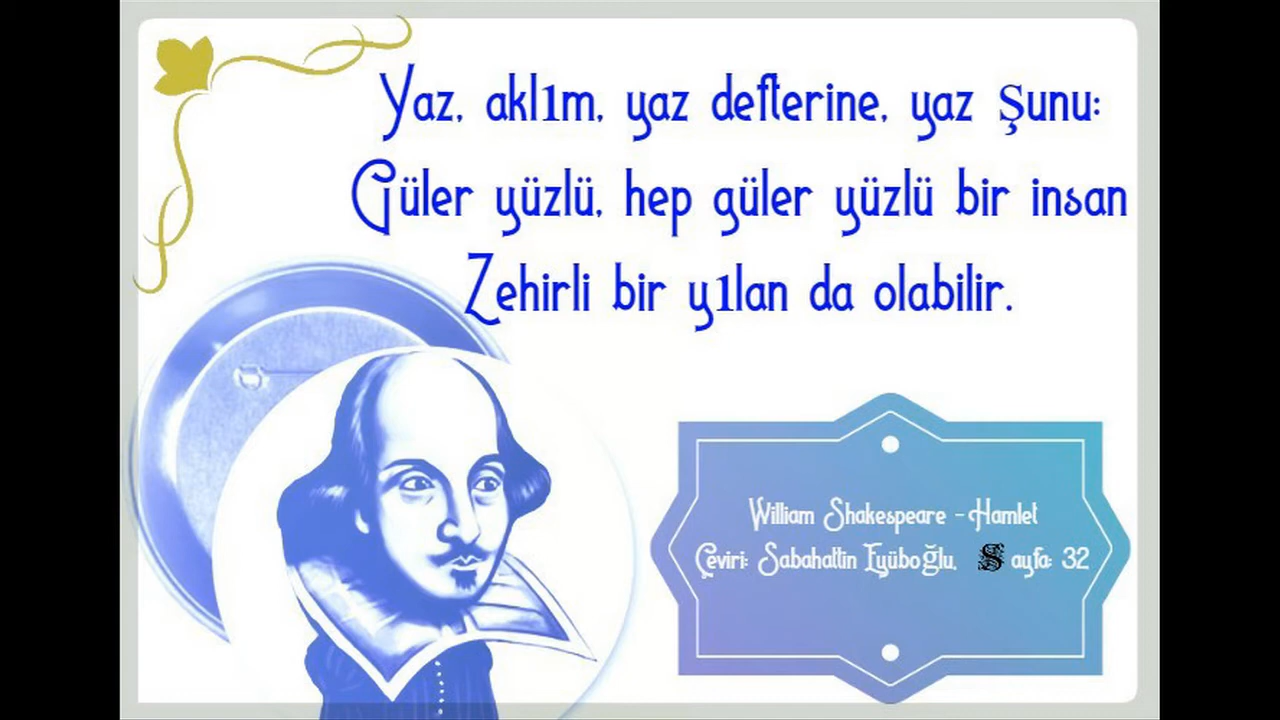 Yaz, aklım, yaz defterine, yaz Şunu:
Güler yüzlü, hep güler yüzlü bir insan
Zehirli bir yılan da olabilir.
William Shakespeare - Hamlet
Çeviri: Sabahattin Eyüboğlu, Sayfa: 32